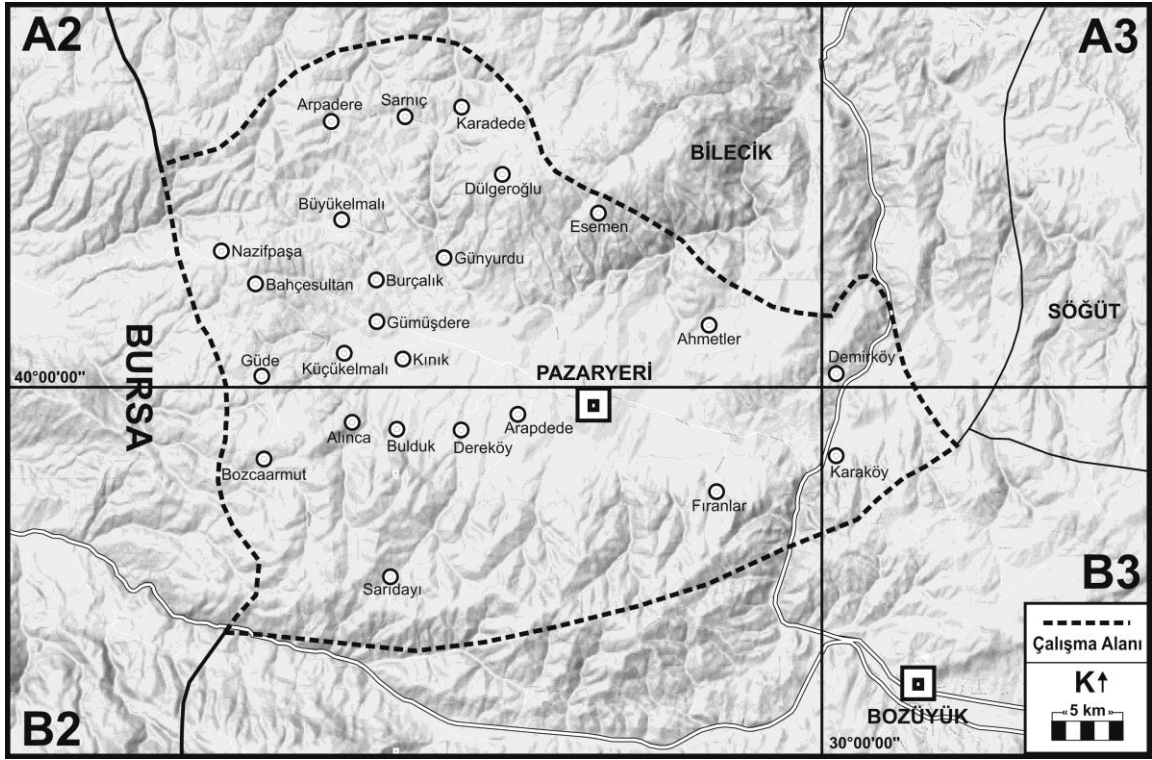 A2
A3
Arpadere
Sarnıç
Karadede
BİLECİK
Dülgeroğlu
Büyükelmalı
Esemen
Nazifpaşa
Günyurdu
Bahçesultan
Burçalık
SÖĞÜT
Gümüşdere
Ahmetler
BURSA
Güde
Küçükelmalı
Kınık
PAZARYERİ
Demirköy
40°00'00"
Alınca
Bulduk
Dereköy
Arapdede
Bozcaarmut
Karaköy
Fıranlar
Sarıdayı
B3
Çalışma Alanı
K↑
5 km
BOZÜYÜK
B2
30°00'00"